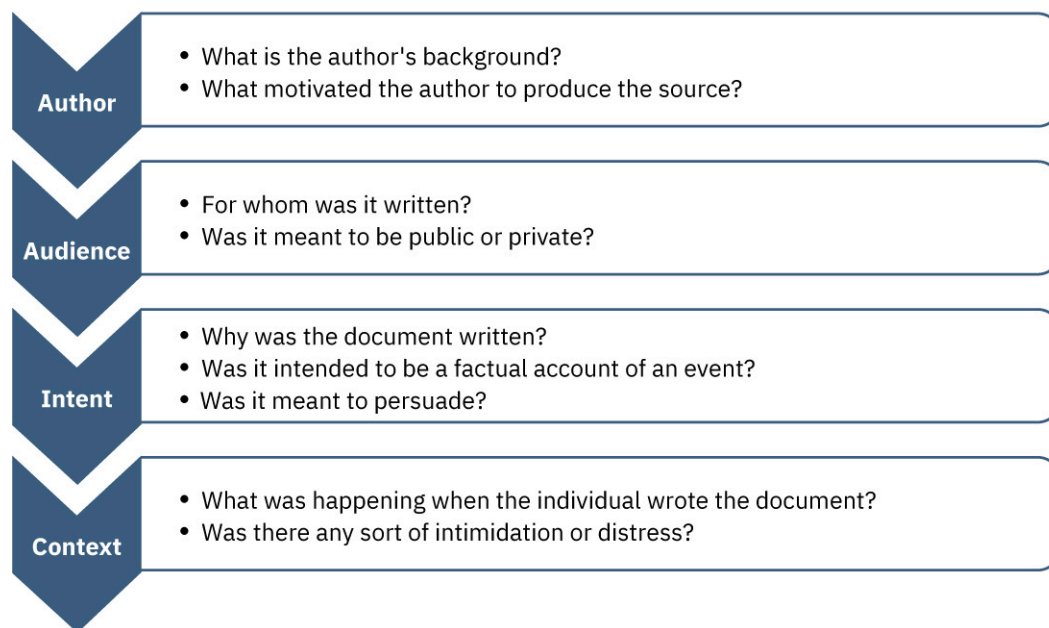 Author
• What is the author's background?
• What motivated the author to produce the source?
Audience
• For whom was it written?
• Was it meant to be public or private?
Intent
• Why was the document written?
• Was it intended to be a factual account of an event?
• Was it meant to persuade?
Context
• What was happening when the individual wrote the document?
• Was there any sort of intimidation or distress?